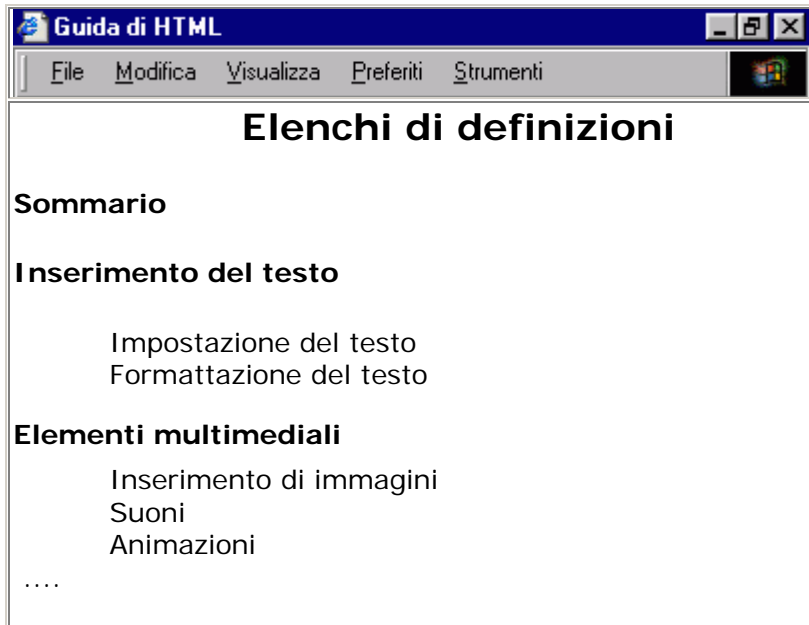 Guida di HTML
File Modifica Visualizza Preferiti Strumenti
Elenchi di definizioni
Sommario
Inserimento del testo
Impostazione del testo
Formattazione del testo
Elementi multimediali
Inserimento di immagini
Suoni
Animazioni
....